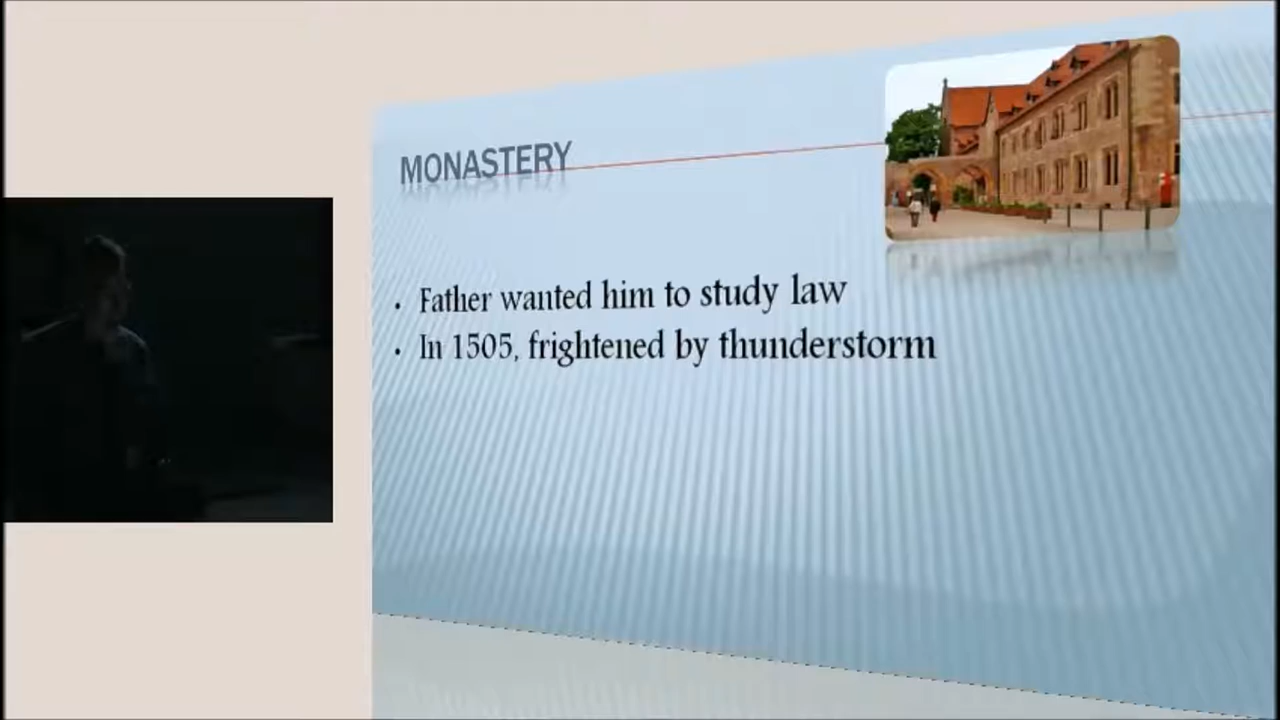 MONASTERY
• Father wanted him to study law
• In 1505, frightened by thunderstorm